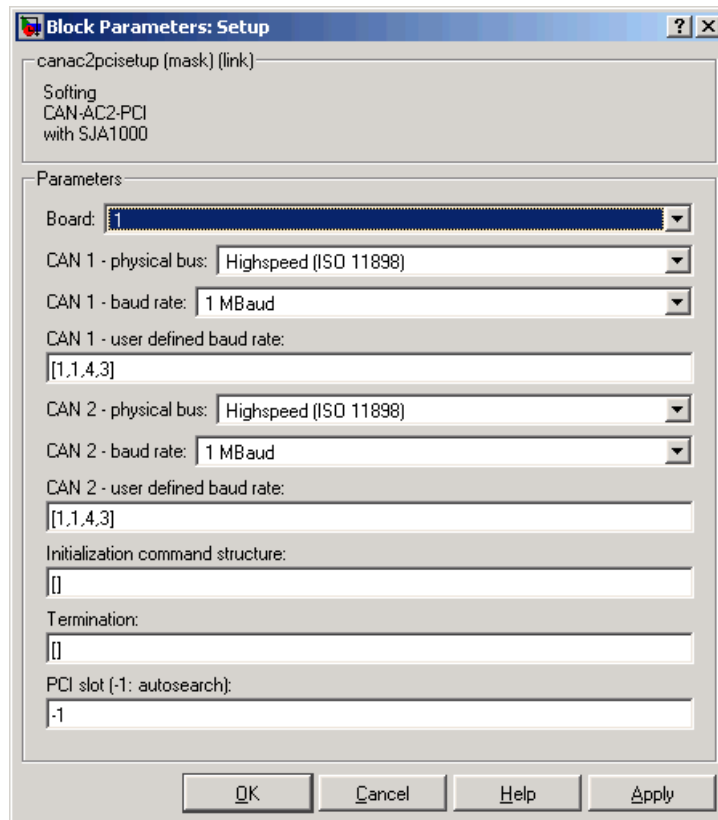 Block Parameters: Setup
canac2pcisetup (mask) (link)
Softing
CAN-AC2-PCI
with SJA1000
Parameters
Board: 1
CAN 1 - physical bus: Highspeed (ISO 11898)
CAN 1 - baud rate: 1 MBaud
CAN 1 - user defined baud rate:
[1,1,4,3]
CAN 2 - physical bus: Highspeed (ISO 11898)
CAN 2 - baud rate: 1 MBaud
CAN 2 - user defined baud rate:
[1,1,4,3]
Initialization command structure:
[]
Termination:
[]
PCI slot (-1: autosearch):
-1
OK Cancel Help Apply